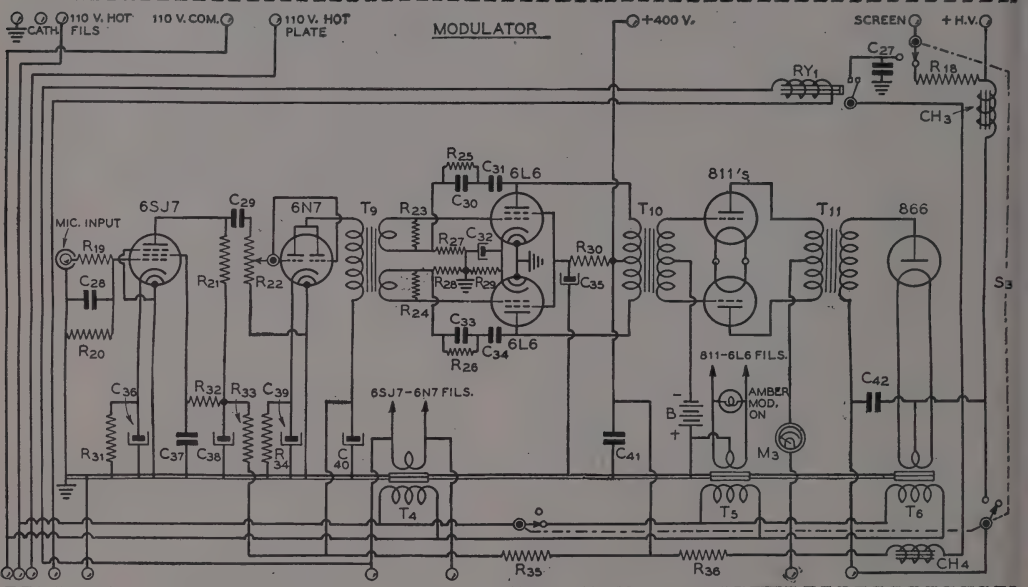 CATH.
110 V. HOT
FILS
110 V. COM.
110 V. HOT
PLATE
MODULATOR
+400 V.
SCREEN
+ H.V.
C27
R18
RY1
CH3
R25
C31
6L6
C30
811's
C29
6SJ7
6N7
T9
R23
T10
T11
866
MIC. INPUT
R19
R27
C32
R30
S3
C28
R21
R22
R28
R29
C35
R24
R20
C33
C34
6L6
R26
811-6L6 FILS.
C36
R32
R33
C39
6SJ7-6N7 FILS.
AMBER
MOD.
ON
C42
-
B
+
M3
R31
C37
C38
R34
C40
C41
T4
T5
T6
R35
R36
CH4